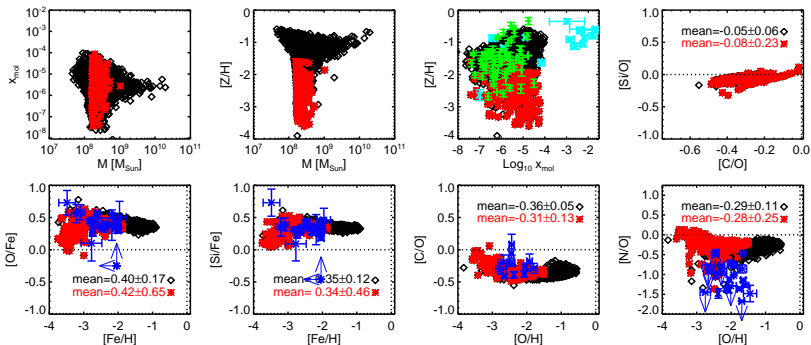 10⁻² 10⁻³ 10⁻⁴ 10⁻⁵ 10⁻⁶ 10⁻⁷ 10⁻⁸
x_mol
10⁷ 10⁸ 10⁹ 10¹⁰ 10¹¹
M [M_Sun]
0 -1 -2 -3 -4
[Z/H]
10⁷ 10⁸ 10⁹ 10¹⁰ 10¹¹
M [M_Sun]
0 -1 -2 -3 -4
[Z/H]
-8 -7 -6 -5 -4 -3 -2 -1
Log₁₀ x_mol
mean=-0.05±0.06
mean=-0.08±0.23
1.0 0.5 0.0 -0.5 -1.0
[Si/O]
-0.6 -0.4 -0.2 0.0
[C/O]
1.0 0.5 0.0 0.5 1.0
[O/Fe]
mean=0.40±0.17
mean=0.42±0.65
-4 -3 -2 -1 0
[Fe/H]
1.0 0.5 0.0 0.5 1.0
[Si/Fe]
.35±0.12
mean= 0.34±0.46
-4 -3 -2 -1 0
[Fe/H]
mean=-0.36±0.05
mean=-0.31±0.13
1.0 0.5 0.0 -0.5 -1.0
[C/O]
-4 -3 -2 -1 0
[O/H]
mean=-0.29±0.11
mean=-0.28±0.25
1.0 0.5 0.0 -0.5 -1.0 -1.5 -2.0
[N/O]
-4 -3 -2 -1 0
[O/H]